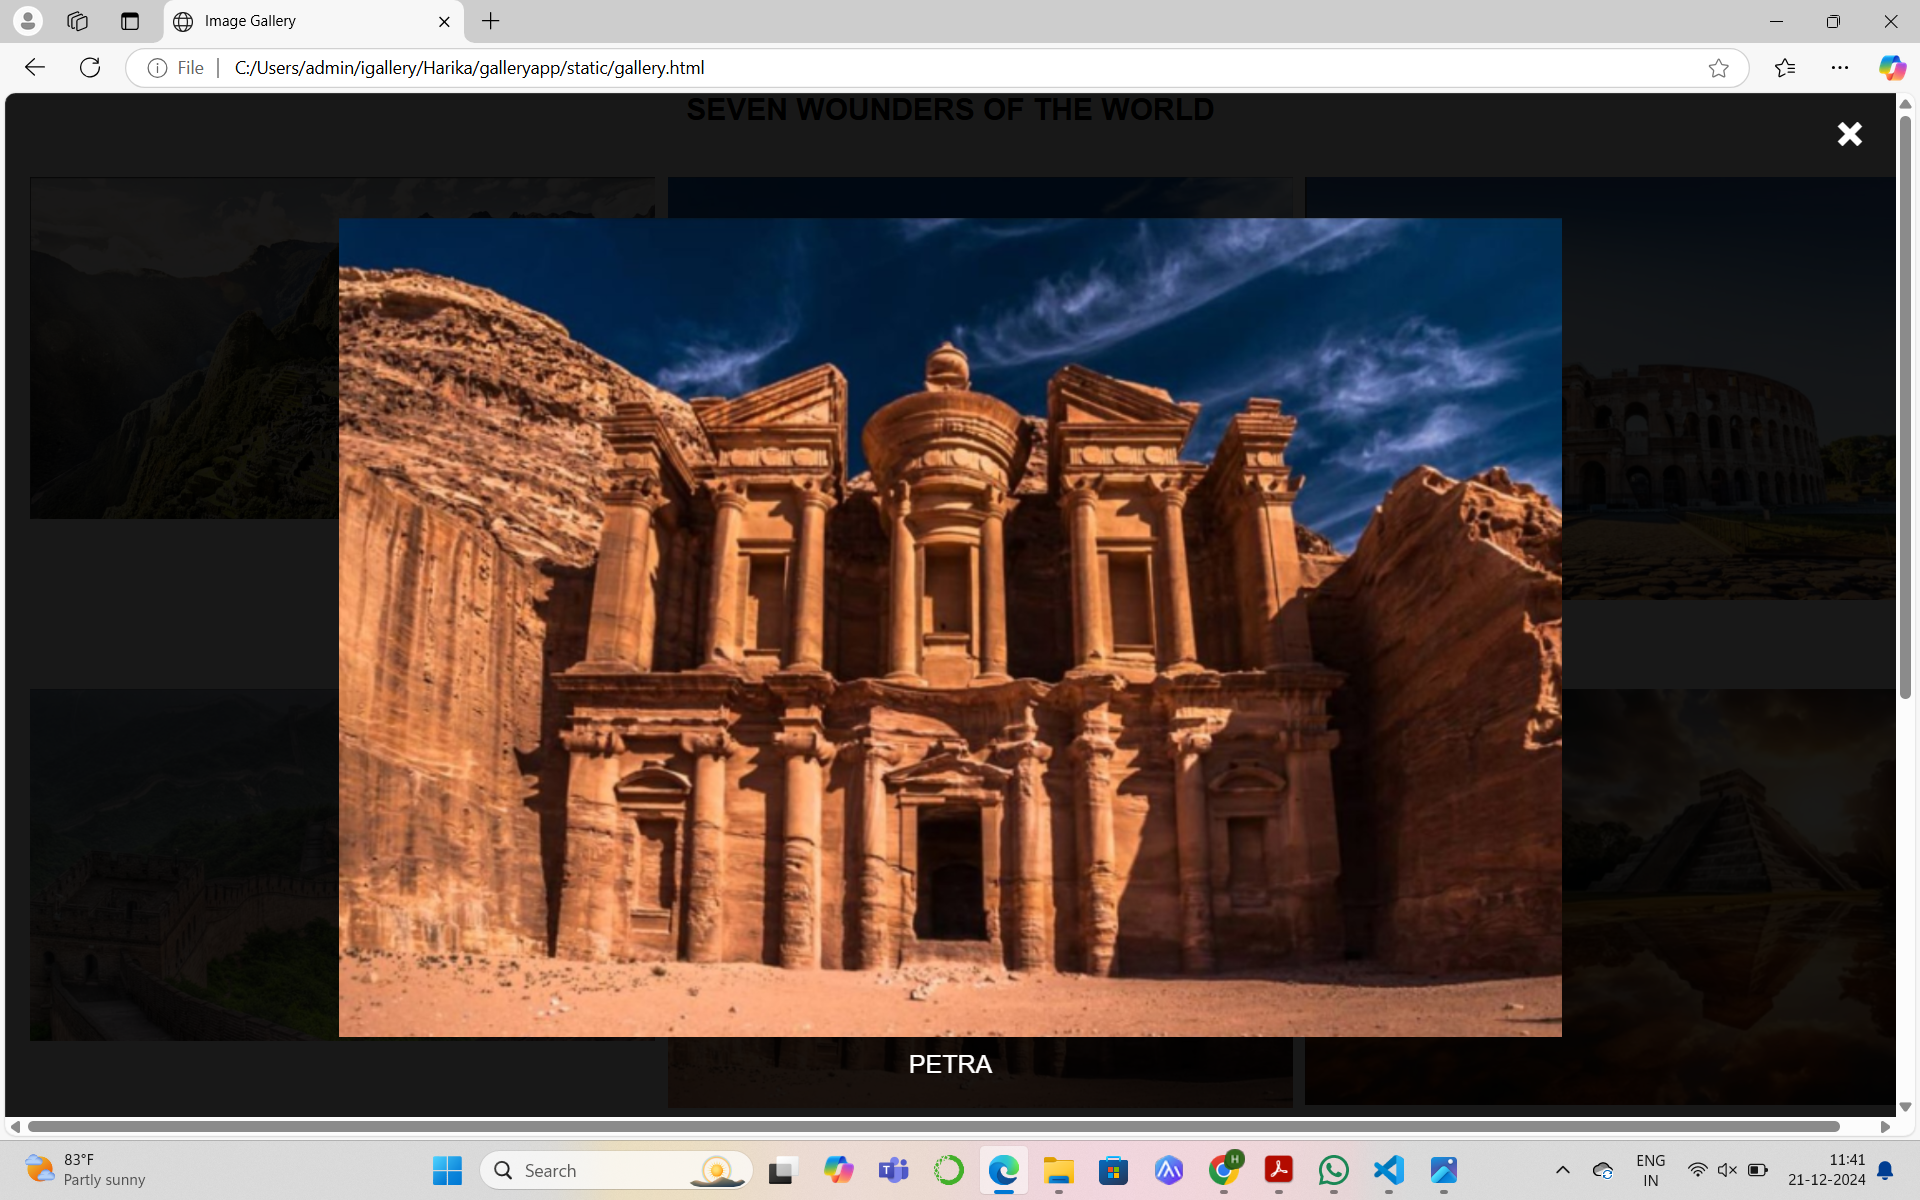 Image Gallery
File
C:/Users/admin/igallery/Harika/galleryapp/static/gallery.html
SEVEN WOUNDERS OF THE WORLD
PETRA
83°F
Partly sunny
Search
H
ENG
IN
11:41
21-12-2024